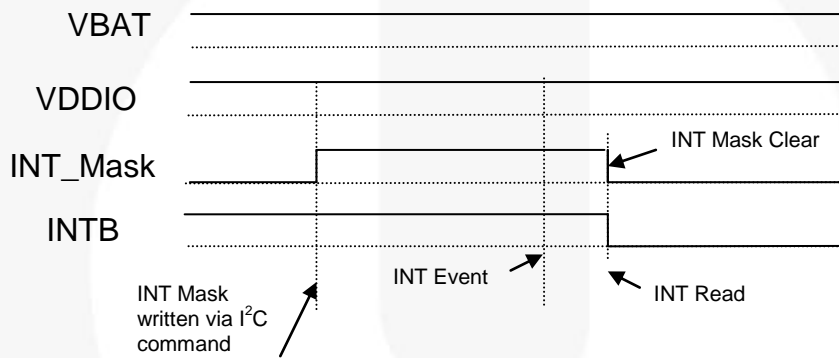 VBAT
VDDIO
INT_Mask
INT Mask Clear
INTB
INT Event
INT Read
INT Mask
written via I²C
command